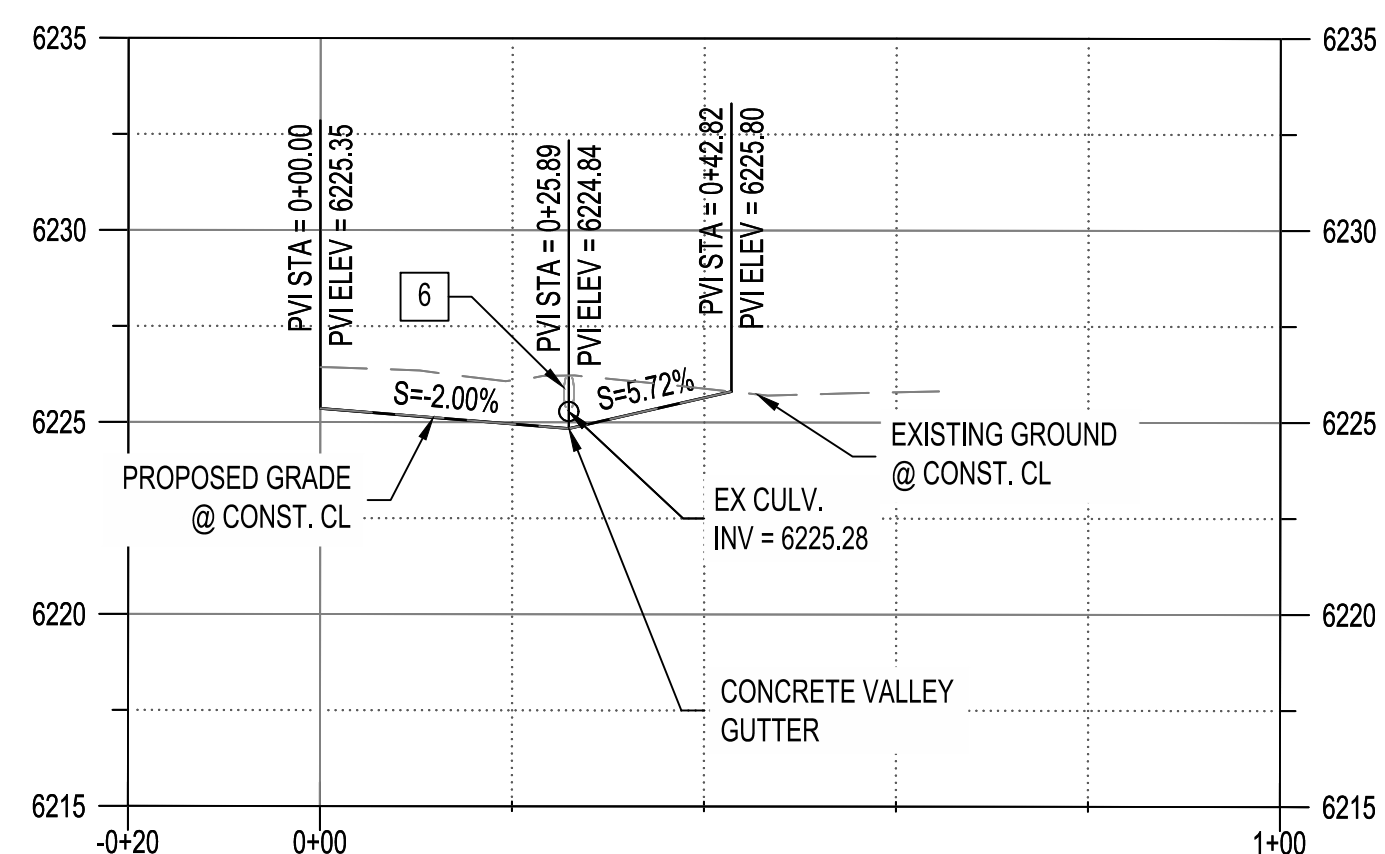 6235
6235
PVI STA = 0+00.00
PVI ELEV = 6225.35
PVI STA = 0+25.89
PVI ELEV = 6224.84
PVI STA = 0+42.82
PVI ELEV = 6225.80
6230
6230
6
S=-2.00%
S=5.72%
6225
6225
EXISTING GROUND
@ CONST. CL
PROPOSED GRADE
@ CONST. CL
EX CULV.
INV = 6225.28
6220
6220
CONCRETE VALLEY
GUTTER
6215
6215
-0+20
0+00
1+00